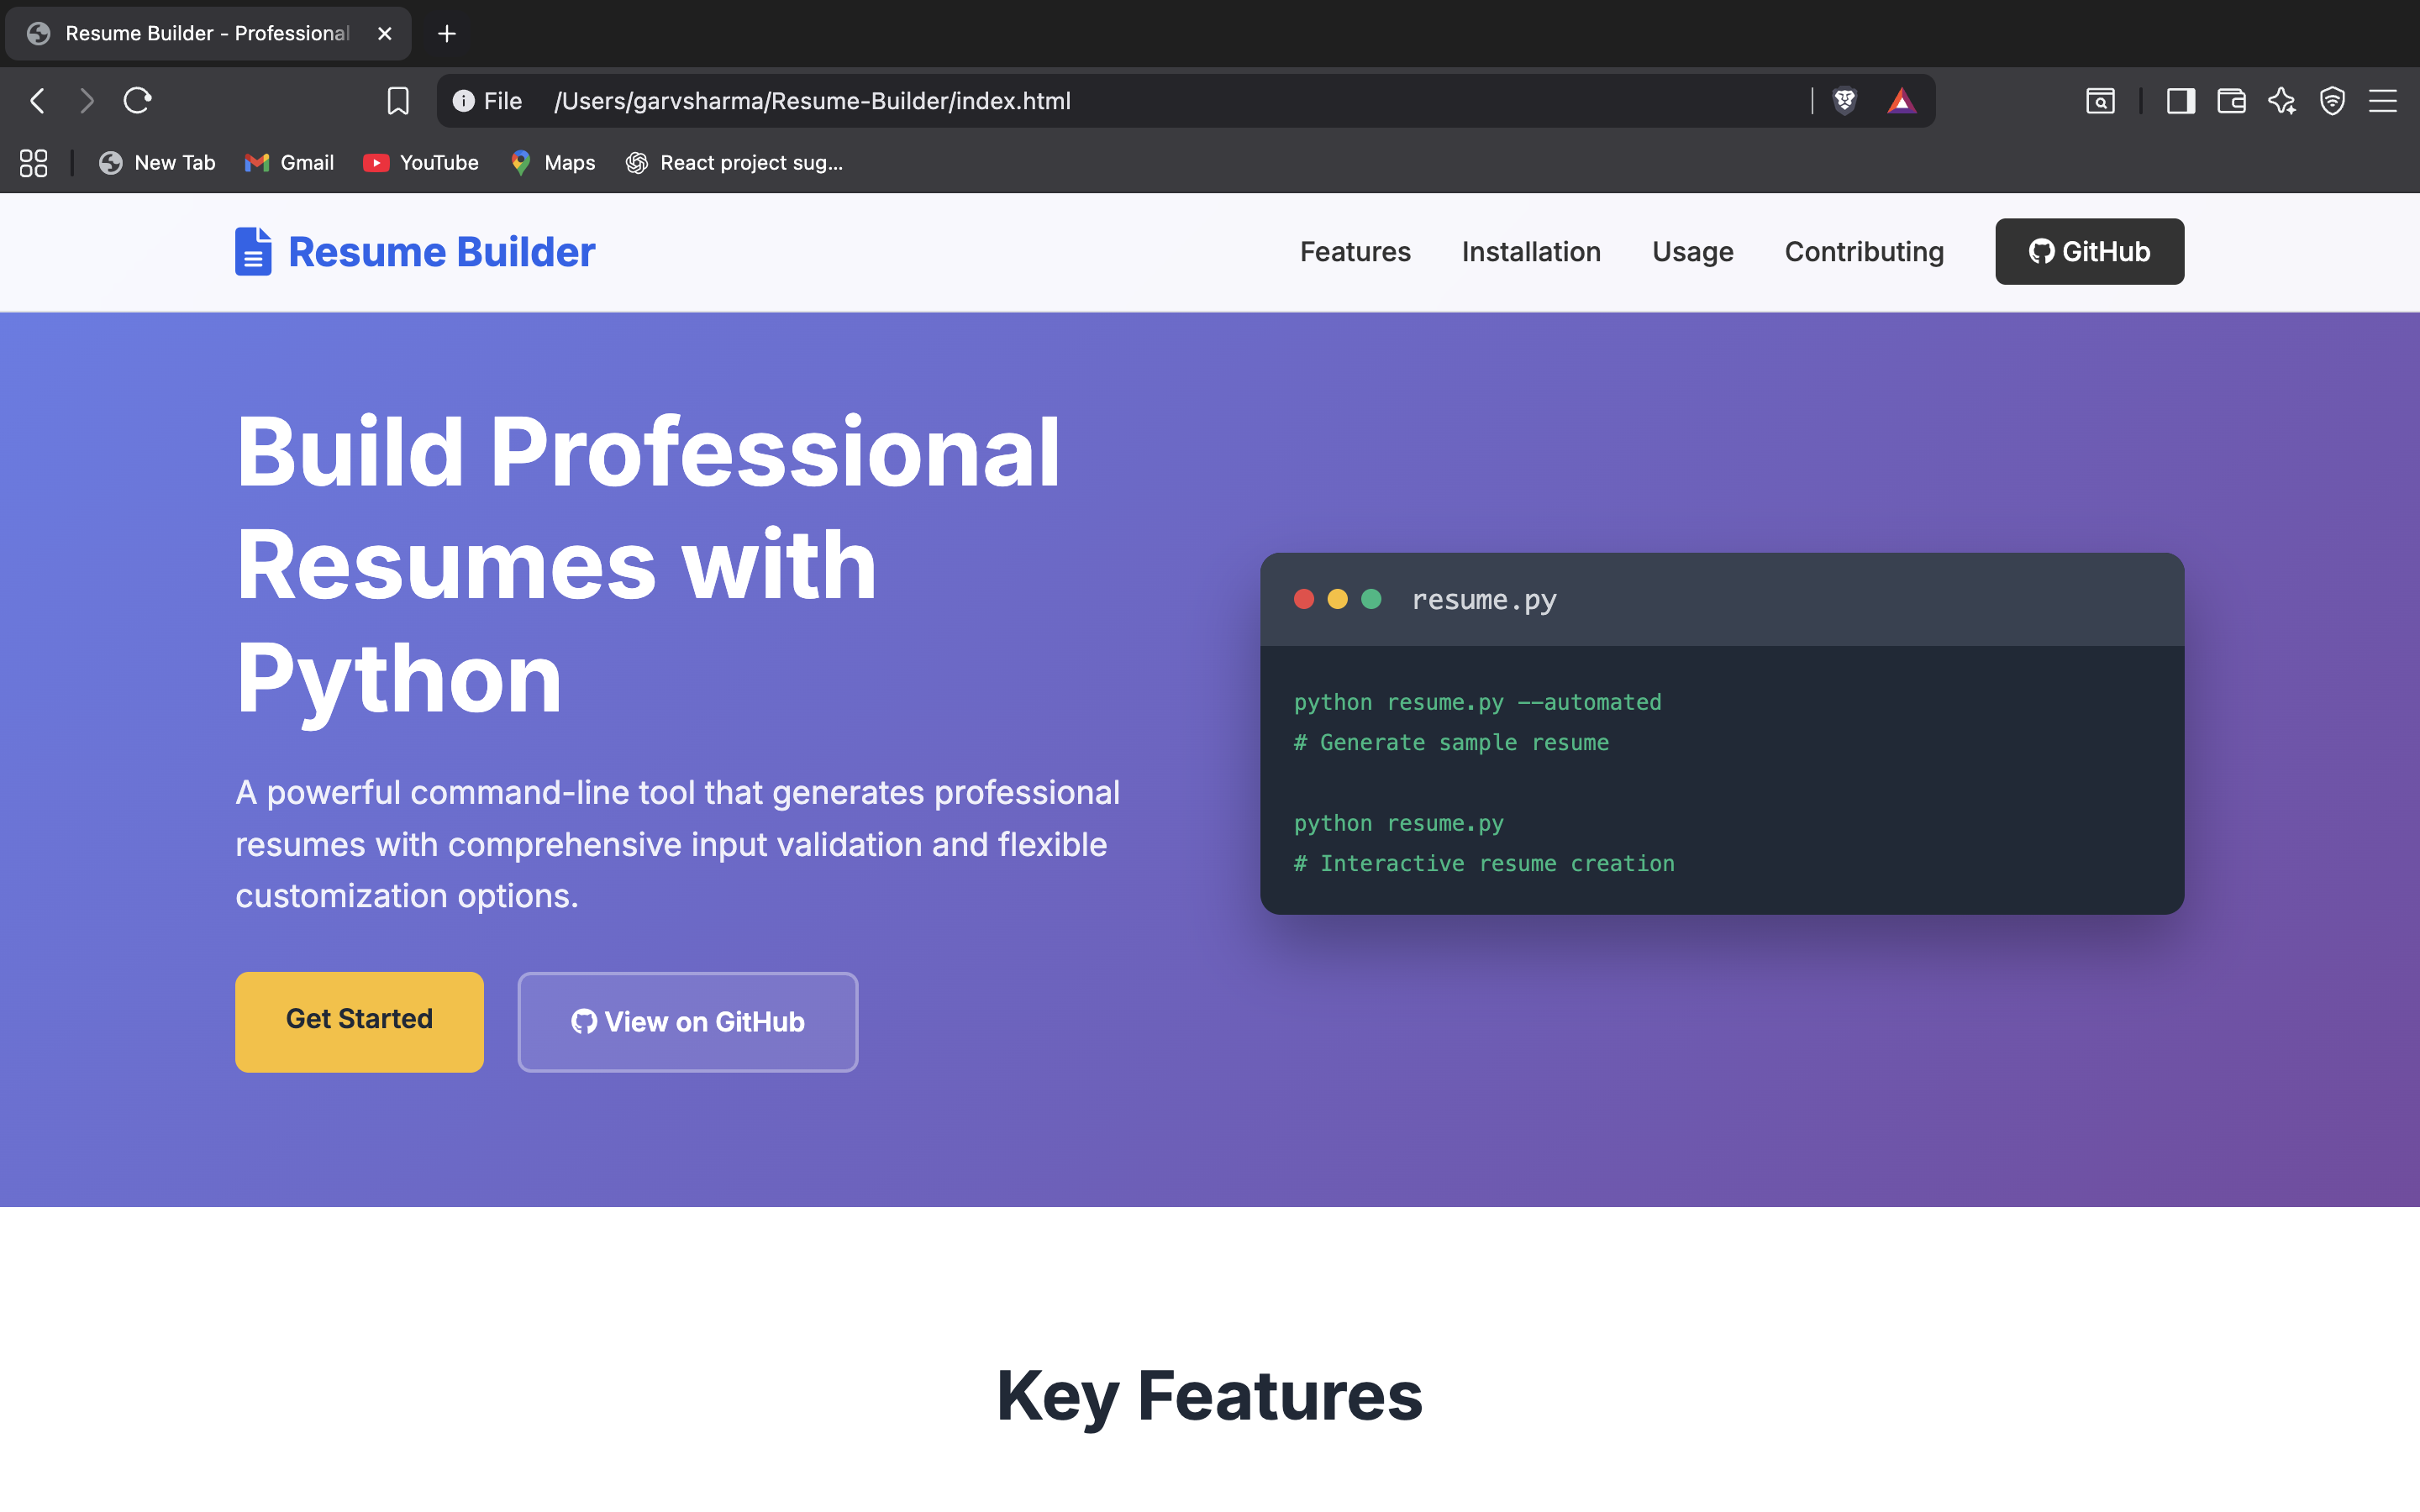 Resume Builder - Professional
File /Users/garvsharma/Resume-Builder/index.html
New Tab
Gmail
YouTube
Maps
React project sug...
Resume Builder
Features
Installation
Usage
Contributing
GitHub
Build Professional
Resumes with
Python
A powerful command-line tool that generates professional
resumes with comprehensive input validation and flexible
customization options.
Get Started
View on GitHub
resume.py
python resume.py --automated
# Generate sample resume
python resume.py
# Interactive resume creation
Key Features